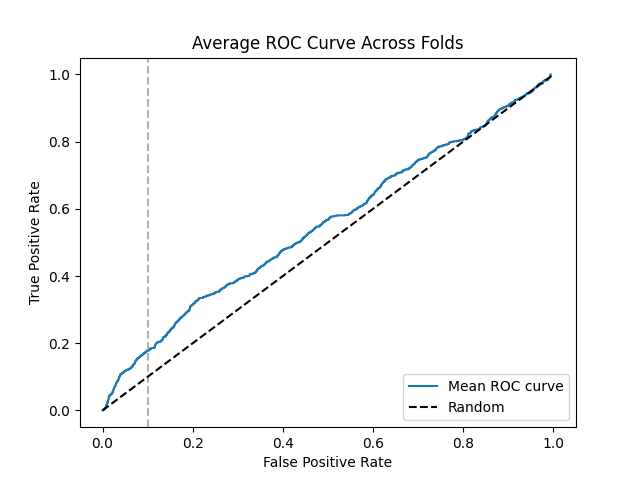 Average ROC Curve Across Folds
True Positive Rate
1.0
0.8
0.6
0.4
0.2
0.0
Mean ROC curve
Random
0.0 0.2 0.4 0.6 0.8 1.0
False Positive Rate